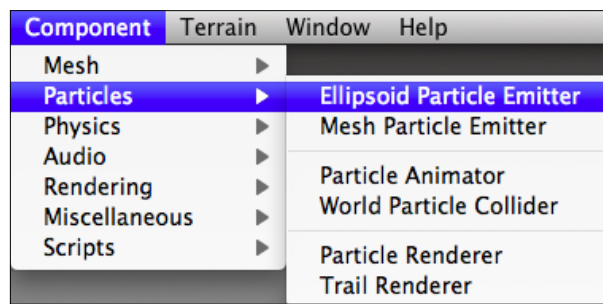 Component Terrain Window Help
Mesh
Particles
Physics
Audio
Rendering
Miscellaneous
Scripts
Ellipsoid Particle Emitter
Mesh Particle Emitter
Particle Animator
World Particle Collider
Particle Renderer
Trail Renderer